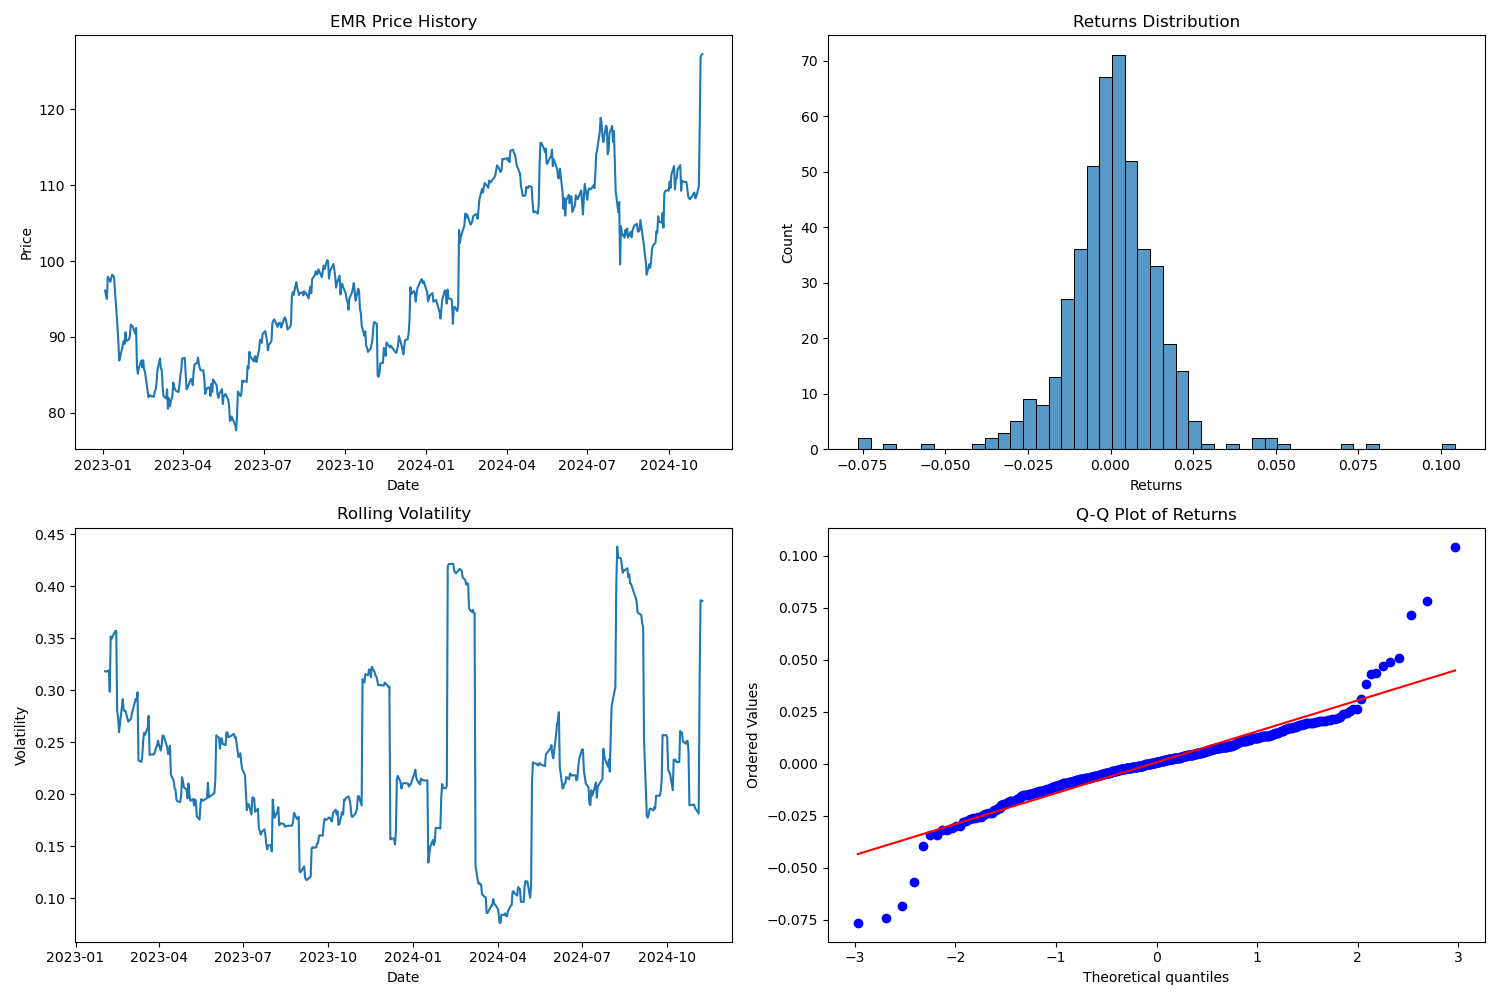 EMR Price History
Price
120
110
100
90
80
2023-01 2023-04 2023-07 2023-10 2024-01 2024-04 2024-07 2024-10
Date
Returns Distribution
Count
70
60
50
40
30
20
10
0
−0.075 −0.050 −0.025 0.000 0.025 0.050 0.075 0.100
Returns
Rolling Volatility
Volatility
0.45
0.40
0.35
0.30
0.25
0.20
0.15
0.10
2023-01 2023-04 2023-07 2023-10 2024-01 2024-04 2024-07 2024-10
Date
Q-Q Plot of Returns
Ordered Values
0.100
0.075
0.050
0.025
0.000
−0.025
−0.050
−0.075
−3 −2 −1 0 1 2 3
Theoretical quantiles